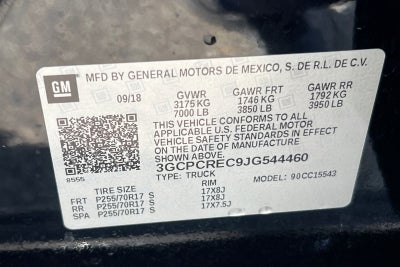 GM
MFD BY GENERAL MOTORS DE MEXICO, S. DE R.L. DE C.V.
09/18 GVWR GAWR FRT GAWR RR
3175 KG 1746 KG 1792 KG
7000 LB 3850 LB 3950 LB
THIS VEHICLE CONFORMS TO ALL
APPLICABLE U.S. FEDERAL MOTOR
VEHICLE SAFETY STANDARDS IN
EFFECT ON THE DATE OF
MANUFACTURE SHOWN ABOVE.
3GCPCREC9JG544460
8555 TYPE: TRUCK MODEL: 90CC15543
TIRE SIZE RIM
FRT P255/70R17 S 17X8J
RR P255/70R17 S 17X8J
SPA P255/70R17 S 17X7.5J